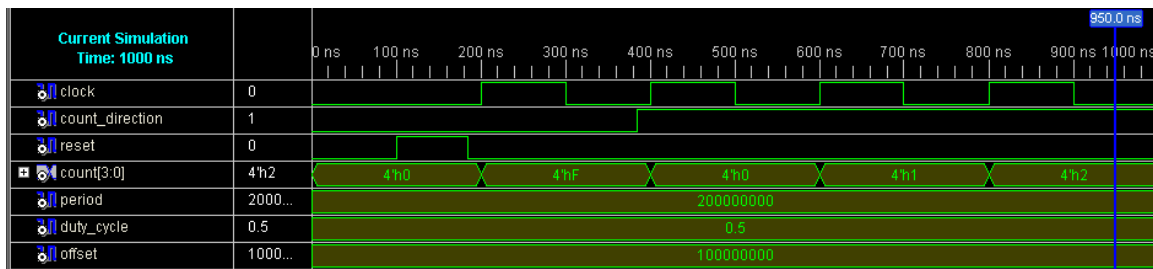 950.0 ns
Current Simulation
Time: 1000 ns
0 ns 100 ns 200 ns 300 ns 400 ns 500 ns 600 ns 700 ns 800 ns 900 ns 1000 ns
clock 0
count_direction 1
reset 0
count[3:0] 4'h2 4'h0 4'hF 4'h0 4'h1 4'h2
period 2000... 200000000
duty_cycle 0.5 0.5
offset 1000... 100000000